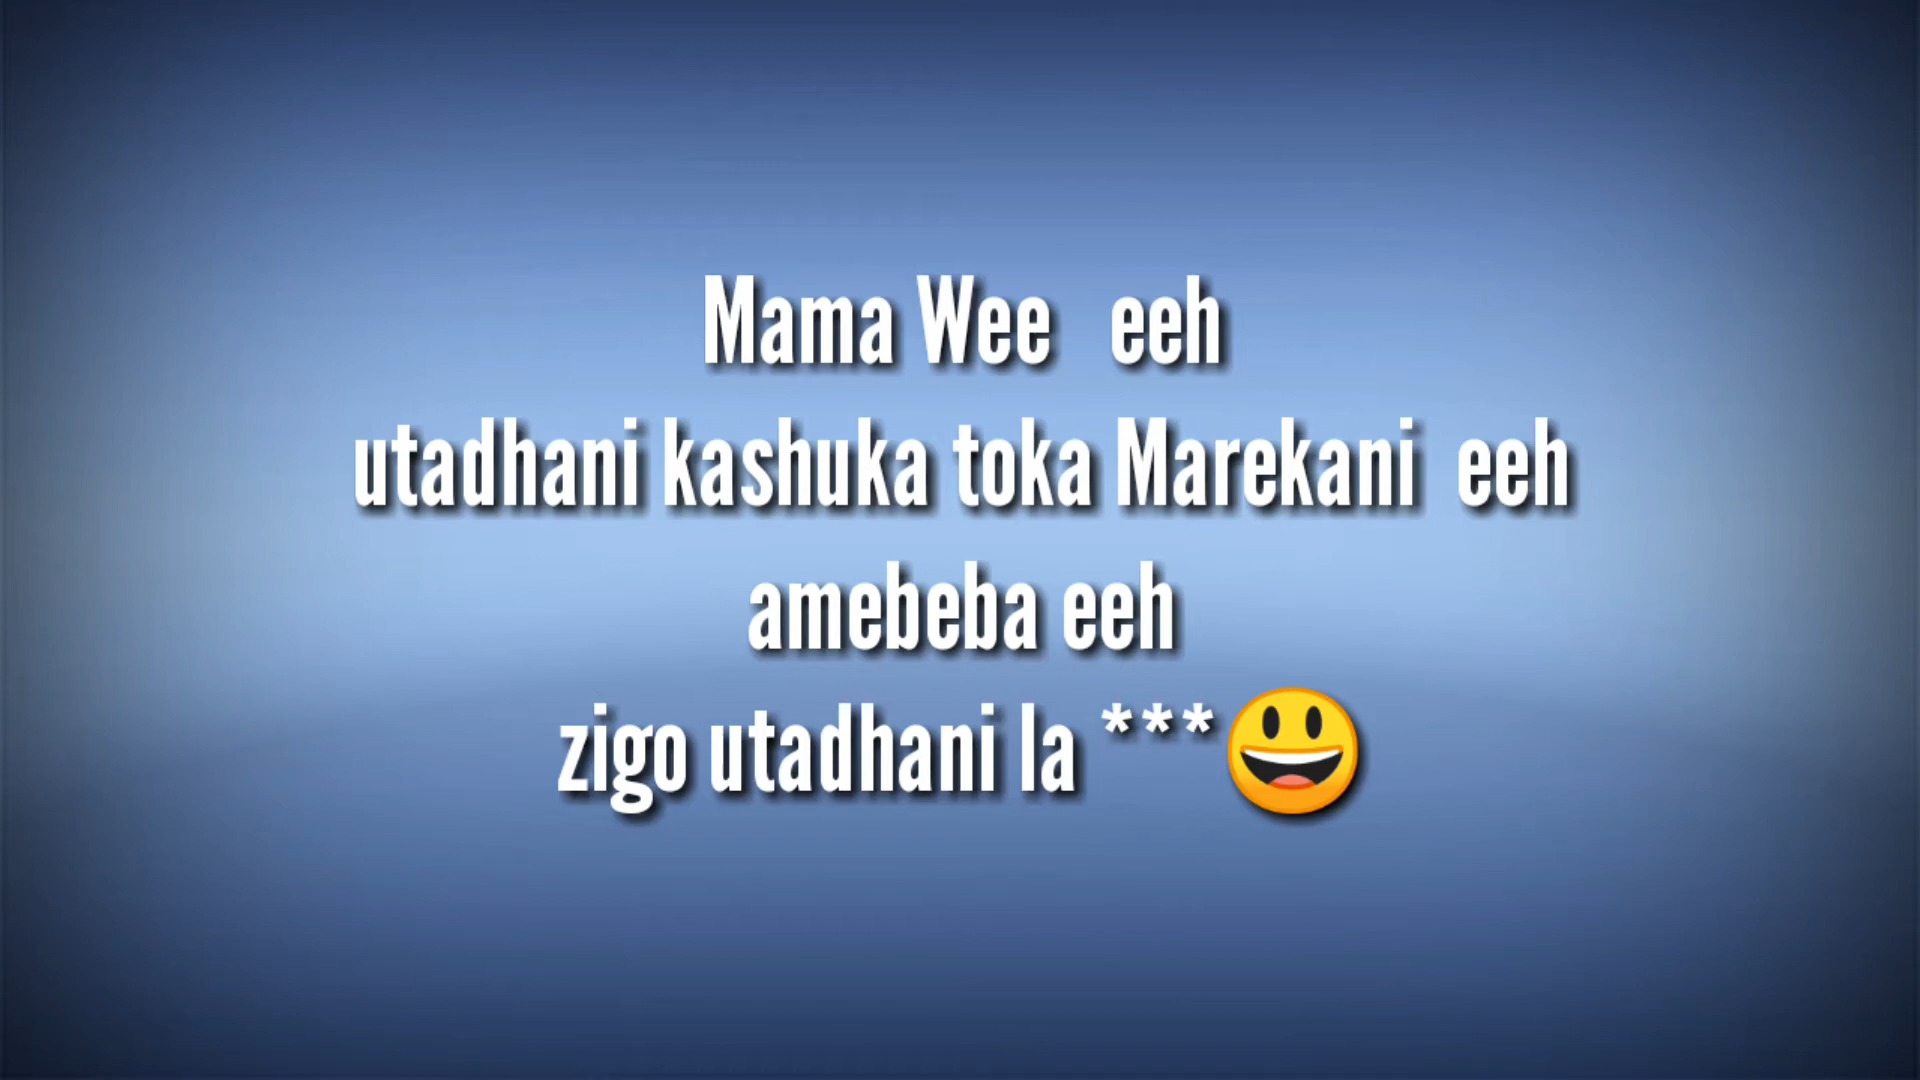 Mama Wee eeh
utadhani kashuka toka Marekani eeh
amebeba eeh
zigo utadhani la ***😃